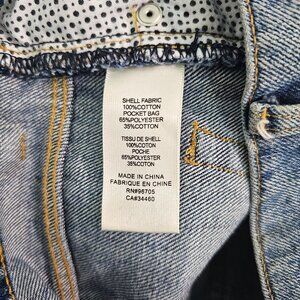 SHELL FABRIC
100%COTTON
POCKET BAG
65%POLYESTER
35%COTTON
TISSU DE SHELL
100%COTTON
POCHE
65%POLYESTER
35%COTTON
MADE IN CHINA
FABRIQUE EN CHINE
RN#96705
CA#34460